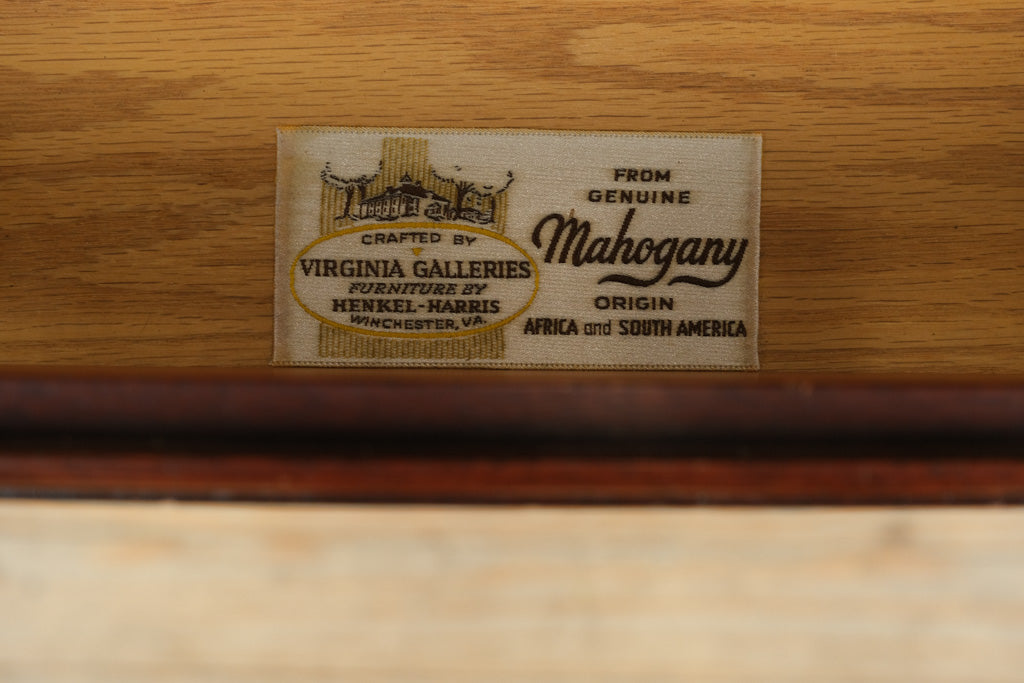 CRAFTED BY
VIRGINIA GALLERIES
FURNITURE BY
HENKEL-HARRIS
WINCHESTER, VA.
FROM
GENUINE
Mahogany
ORIGIN
AFRICA and SOUTH AMERICA